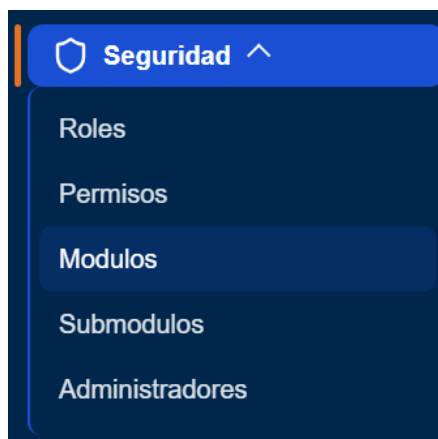 Seguridad
Roles
Permisos
Modulos
Submodulos
Administradores